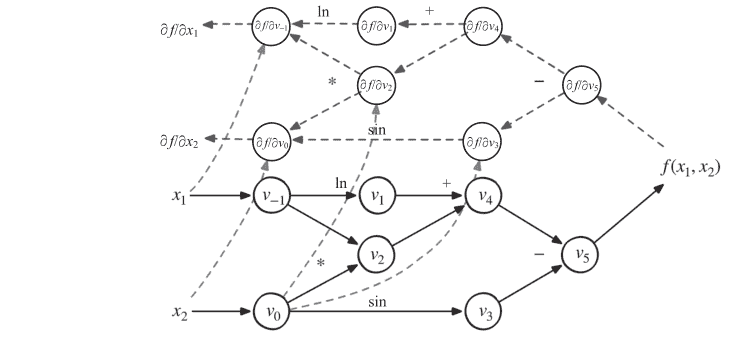 ∂f/∂x₁ ∂f/∂v₋₁ ln ∂f/∂v₁ + ∂f/∂v₄
* ∂f/∂v₂ − ∂f/∂v₅
∂f/∂x₂ ∂f/∂v₀ sin ∂f/∂v₃ f(x₁, x₂)
x₁ v₋₁ ln v₁ + v₄
* v₂ − v₅
x₂ v₀ sin v₃